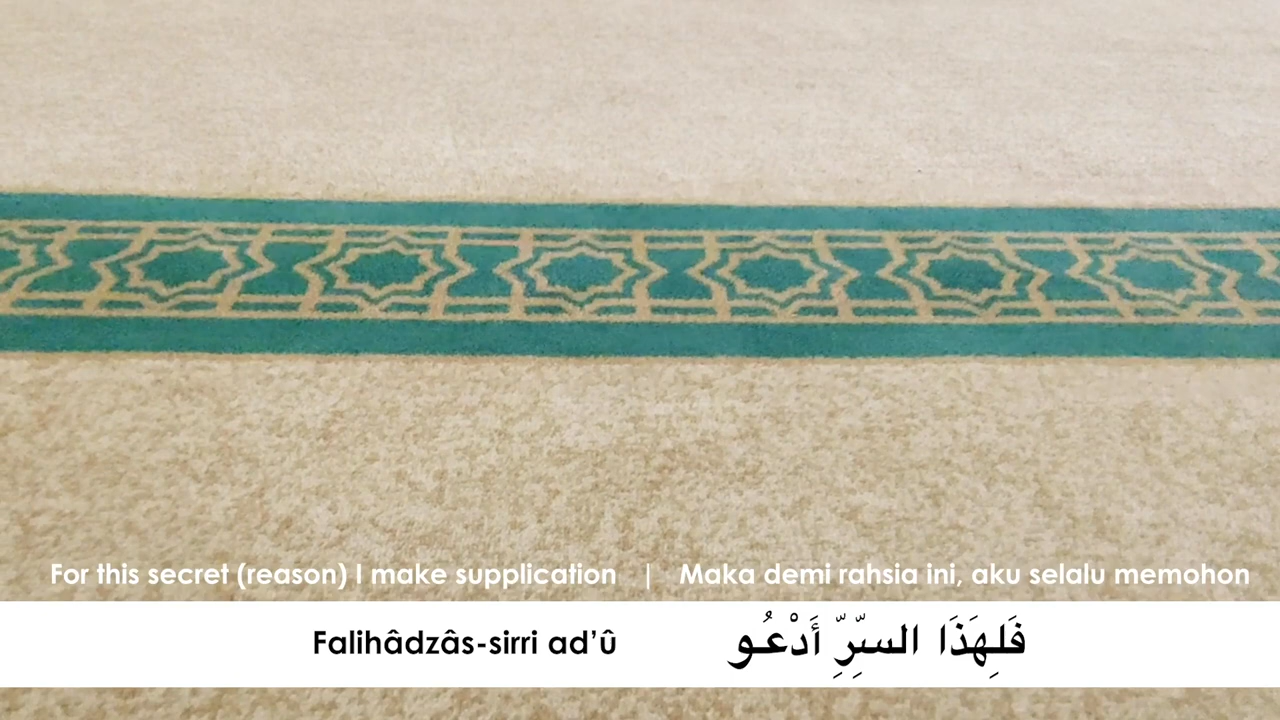 For this secret (reason) I make supplication | Maka demi rahsia ini, aku selalu memohon
Falihâdzâs-sirri ad’û فَلِهَذَا السِّرِّ أَدْعُو